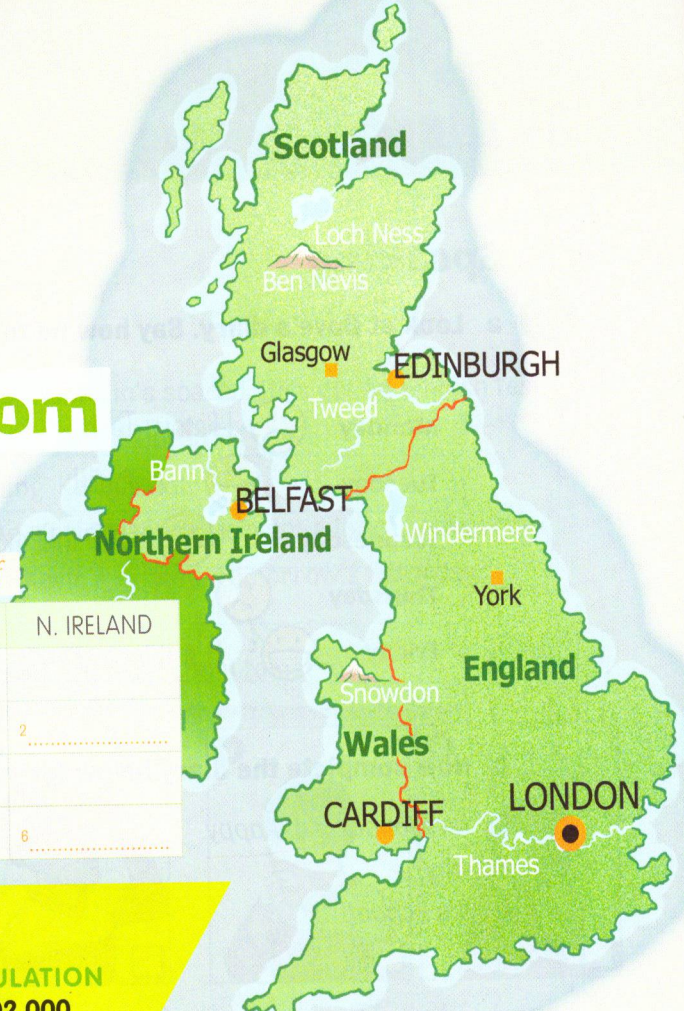 Scotland
Loch Ness
Ben Nevis
Glasgow
EDINBURGH
Tweed
om
Bann
BELFAST
Windermere
Northern Ireland
York
N. IRELAND
England
Snowdon
2
Wales
LONDON
CARDIFF
6
Thames
ULATION